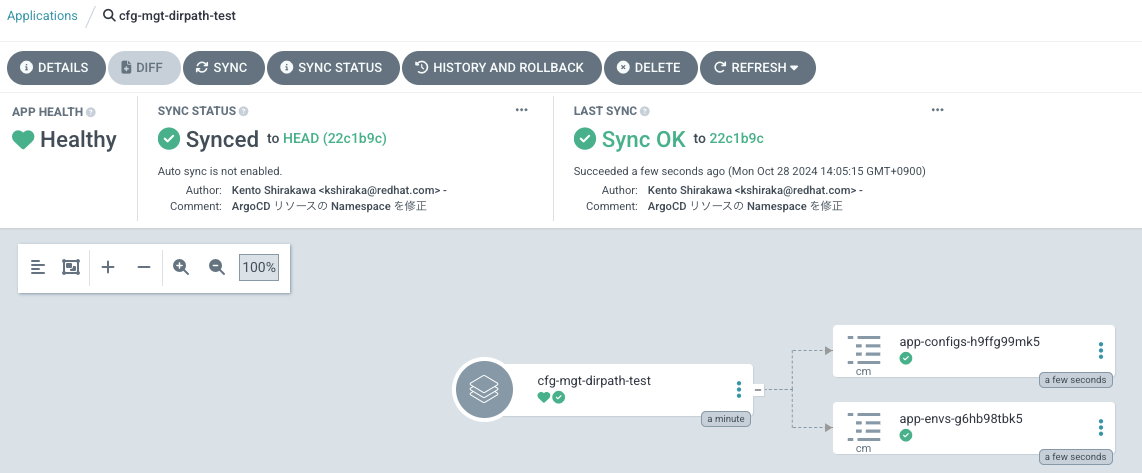 Applications / cfg-mgt-dirpath-test
DETAILS DIFF SYNC SYNC STATUS HISTORY AND ROLLBACK DELETE REFRESH
APP HEALTH
Healthy
SYNC STATUS
Synced to HEAD (22c1b9c)
Auto sync is not enabled.
Author: Kento Shirakawa <kshiraka@redhat.com> -
Comment: ArgoCD リソースの Namespace を修正
LAST SYNC
Sync OK to 22c1b9c
Succeeded a few seconds ago (Mon Oct 28 2024 14:05:15 GMT+0900)
Author: Kento Shirakawa <kshiraka@redhat.com> -
Comment: ArgoCD リソースの Namespace を修正
100%
cfg-mgt-dirpath-test
a minute
app-configs-h9ffg99mk5
cm
a few seconds
app-envs-g6hb98tbk5
cm
a few seconds